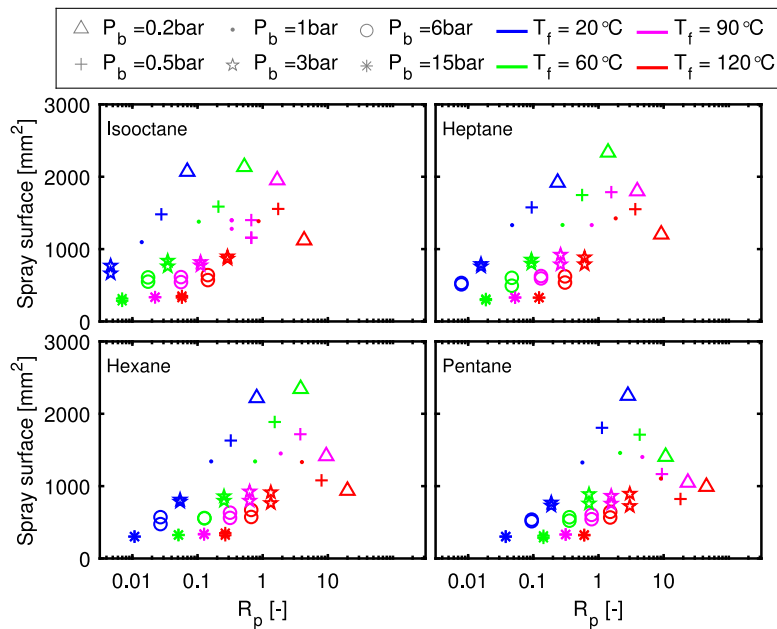 P_b =0.2bar P_b =1bar P_b =6bar T_f = 20 °C T_f = 90 °C
P_b =0.5bar P_b =3bar P_b =15bar T_f = 60 °C T_f = 120 °C
Spray surface [mm²]
3000
2000
1000
0
Isooctane
Heptane
Spray surface [mm²]
3000
2000
1000
0
Hexane
Pentane
0.01 0.1 1 10
0.01 0.1 1 10
R_p [-]
R_p [-]